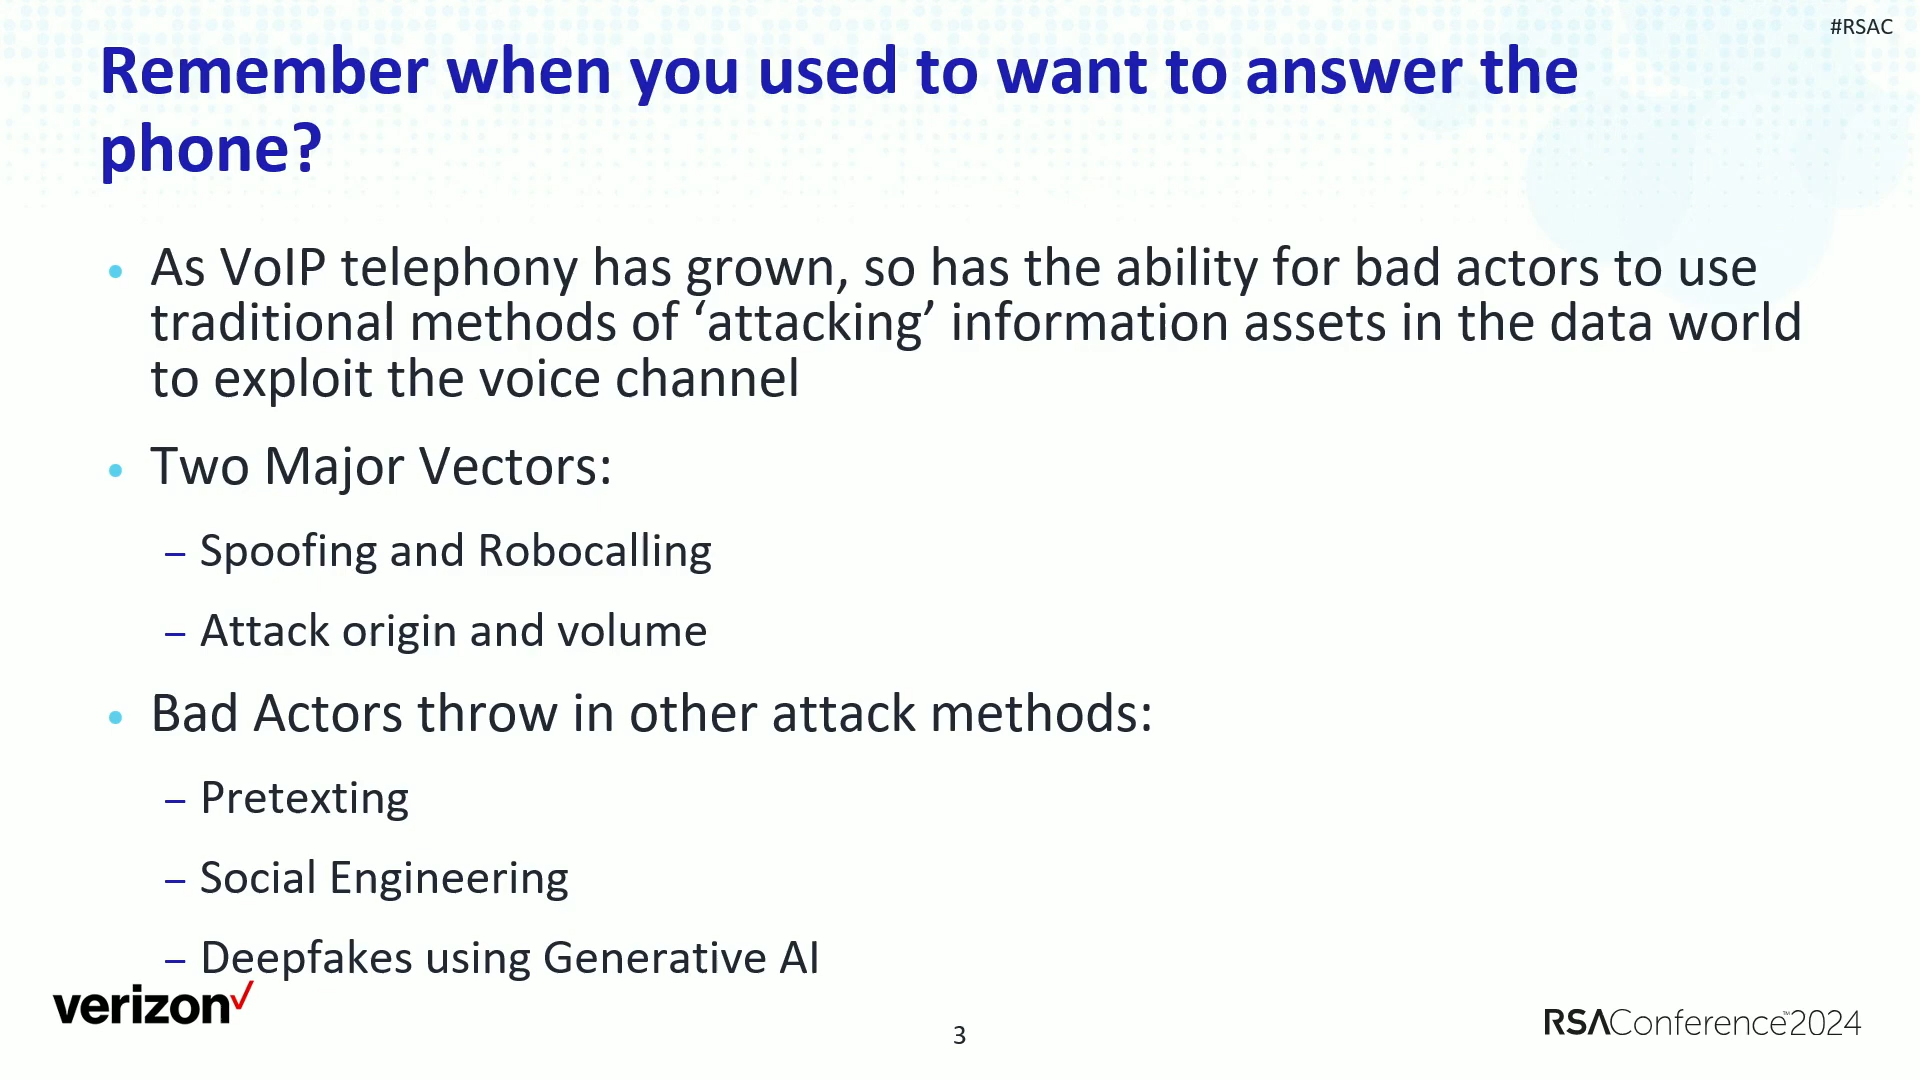 #RSAC
Remember when you used to want to answer the
phone?
• As VoIP telephony has grown, so has the ability for bad actors to use
traditional methods of ‘attacking’ information assets in the data world
to exploit the voice channel
• Two Major Vectors:
– Spoofing and Robocalling
– Attack origin and volume
• Bad Actors throw in other attack methods:
– Pretexting
– Social Engineering
– Deepfakes using Generative AI
verizon✓
3
RSAConference™2024